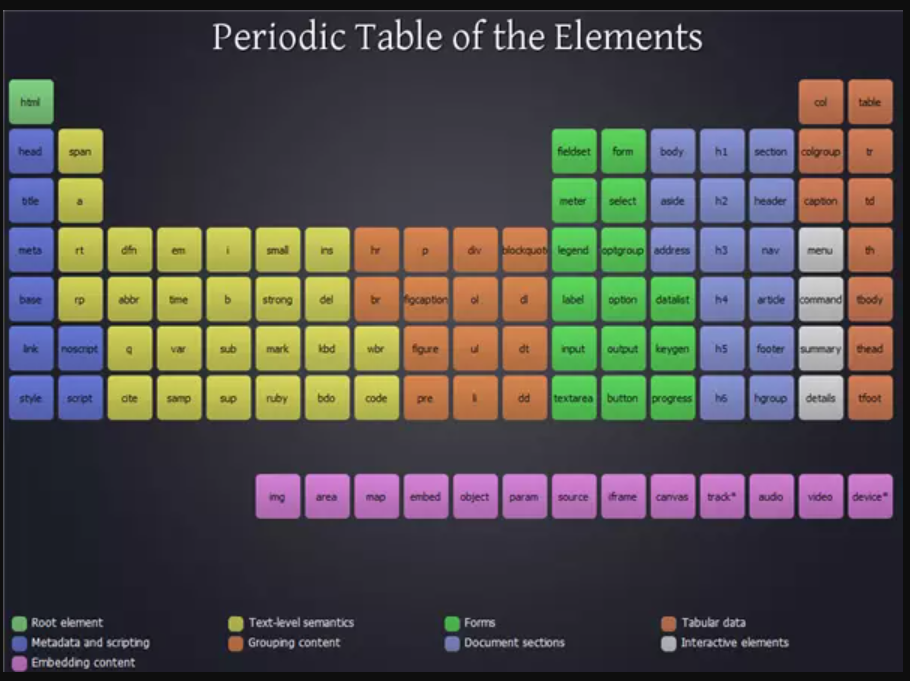 Periodic Table of the Elements
html col table
head span fieldset form body h1 section colgroup tr
title a meter select aside h2 header caption td
meta rt dfn em i small ins hr p div blockquot legend optgroup address h3 nav menu th
base rp abbr time b strong del br figcaption ol dl label option datalist h4 article command tbody
link noscript q var sub mark kbd wbr figure ul dt input output keygen h5 footer summary thead
style script cite samp sup ruby bdo code pre li dd textarea button progress h6 hgroup details tfoot
img area map embed object param source iframe canvas track* audio video device*
Root element Text-level semantics Forms Tabular data
Metadata and scripting Grouping content Document sections Interactive elements
Embedding content